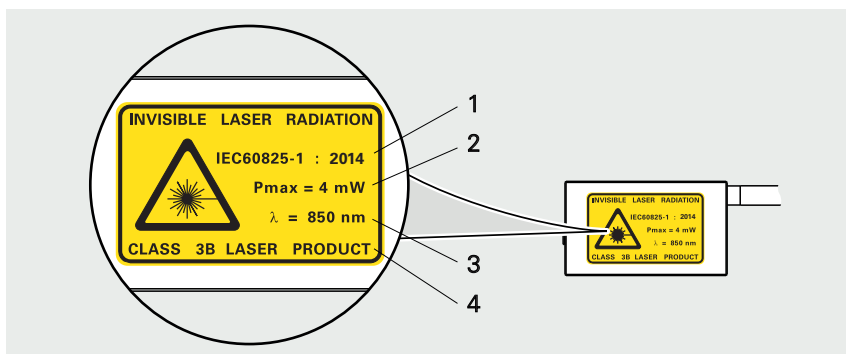 INVISIBLE LASER RADIATION
IEC60825-1 : 2014
Pmax = 4 mW
λ = 850 nm
CLASS 3B LASER PRODUCT
1
2
3
4
INVISIBLE LASER RADIATION
IEC60825-1 : 2014
Pmax = 4 mW
λ = 850 nm
CLASS 3B LASER PRODUCT